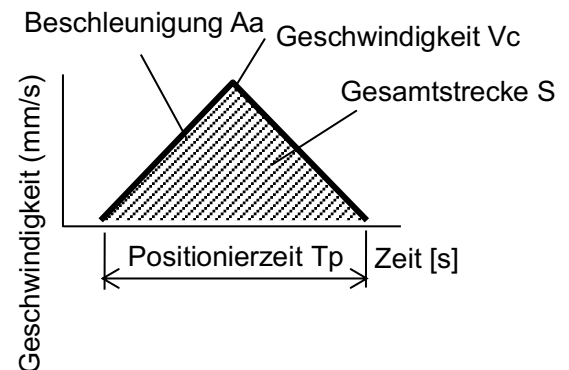 Beschleunigung Aa
Geschwindigkeit Vc
Gesamtstrecke S
Geschwindigkeit (mm/s)
Positionierzeit Tp
Zeit [s]